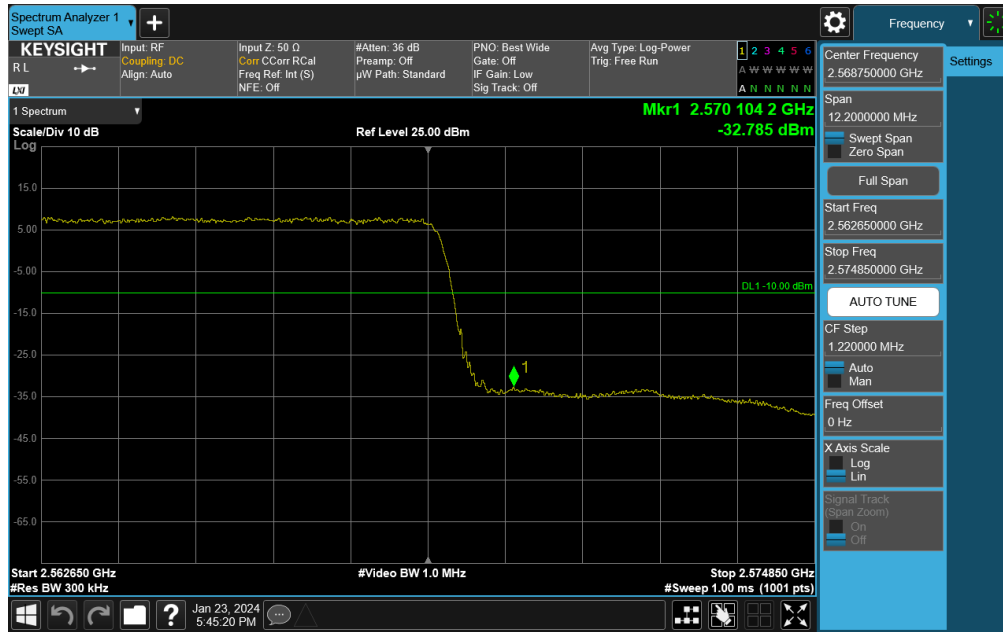 Spectrum Analyzer 1
Swept SA
+
Frequency
KEYSIGHT
R L
LXI
Input: RF
Coupling: DC
Align: Auto
Input Z: 50 Ω
Corr CCorr RCal
Freq Ref: Int (S)
NFE: Off
#Atten: 36 dB
Preamp: Off
µW Path: Standard
PNO: Best Wide
Gate: Off
IF Gain: Low
Sig Track: Off
Avg Type: Log-Power
Trig: Free Run
1 2 3 4 5 6
A W W W W W
A N N N N N
1 Spectrum
Mkr1 2.570 104 2 GHz
Scale/Div 10 dB
Ref Level 25.00 dBm
-32.785 dBm
Log
15.0
5.00
-5.00
DL1 -10.00 dBm
-15.0
-25.0
1
-35.0
-45.0
-55.0
-65.0
Start 2.562650 GHz
#Video BW 1.0 MHz
Stop 2.574850 GHz
#Res BW 300 kHz
#Sweep 1.00 ms (1001 pts)
Center Frequency
2.568750000 GHz
Settings
Span
12.2000000 MHz
Swept Span
Zero Span
Full Span
Start Freq
2.562650000 GHz
Stop Freq
2.574850000 GHz
AUTO TUNE
CF Step
1.220000 MHz
Auto
Man
Freq Offset
0 Hz
X Axis Scale
Log
Lin
Signal Track
(Span Zoom)
On
Off
?
Jan 23, 2024
5:45:20 PM